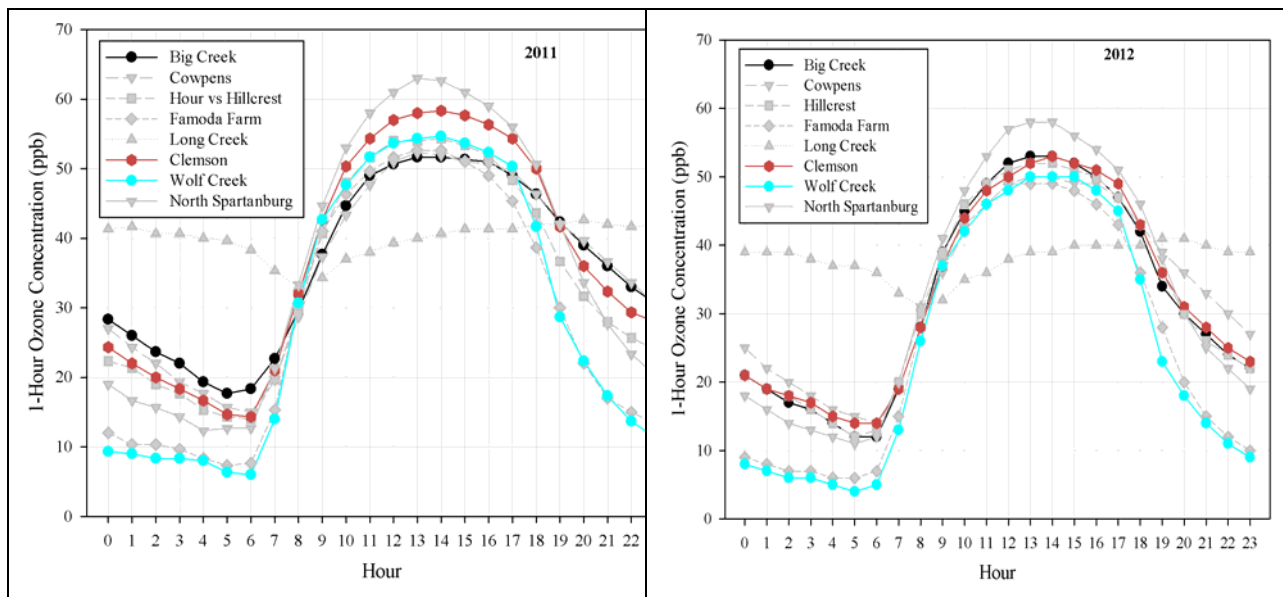 2011
Big Creek
Cowpens
Hour vs Hillcrest
Famoda Farm
Long Creek
Clemson
Wolf Creek
North Spartanburg
1-Hour Ozone Concentration (ppb)
70
60
50
40
30
20
10
0
0 1 2 3 4 5 6 7 8 9 10 11 12 13 14 15 16 17 18 19 20 21 22
Hour
2012
Big Creek
Cowpens
Hillcrest
Famoda Farm
Long Creek
Clemson
Wolf Creek
North Spartanburg
1-Hour Ozone Concentration (ppb)
70
60
50
40
30
20
10
0
0 1 2 3 4 5 6 7 8 9 10 11 12 13 14 15 16 17 18 19 20 21 22 23
Hour